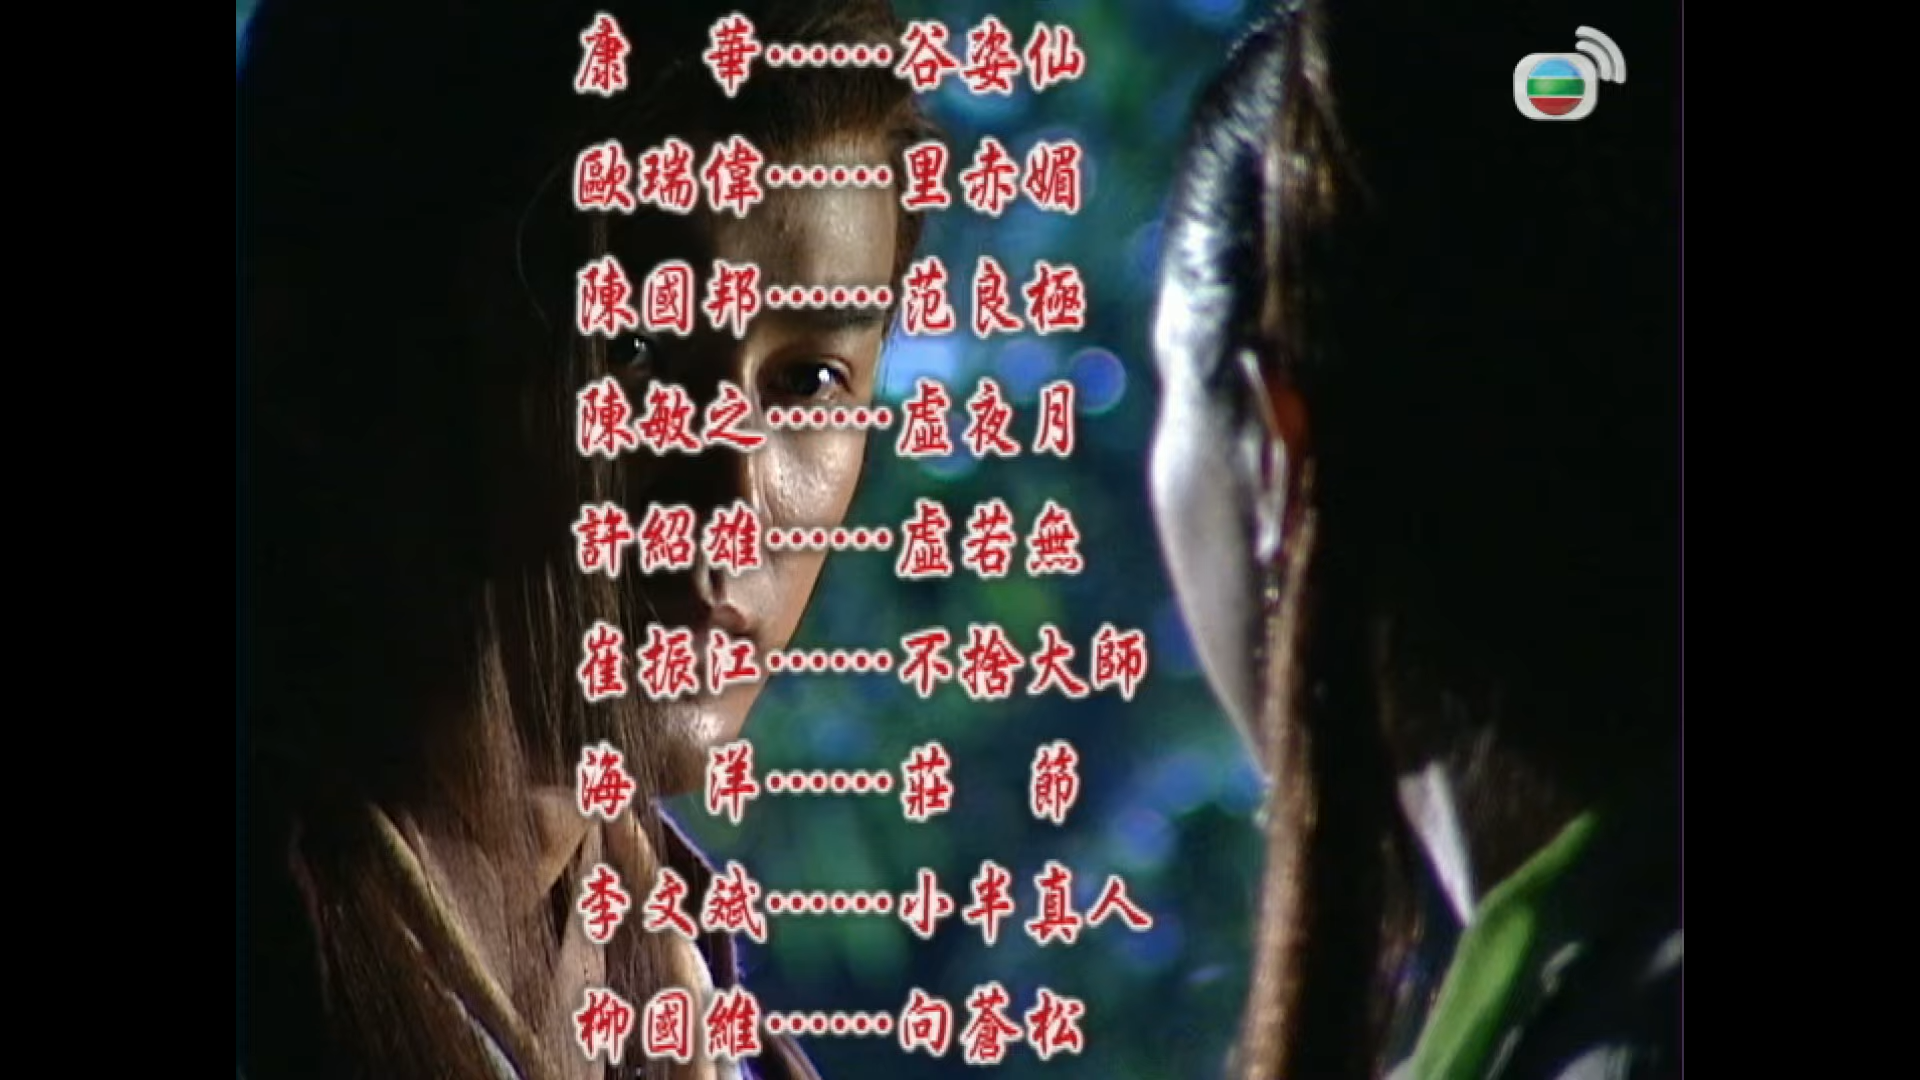 康　華……谷姿仙
歐瑞偉……里赤媚
陳國邦……范良極
陳敏之……虛夜月
許紹雄……虛若無
崔振江……不捨大師
海　洋……莊　節
李文斌……小半真人
柳國維……向蒼松